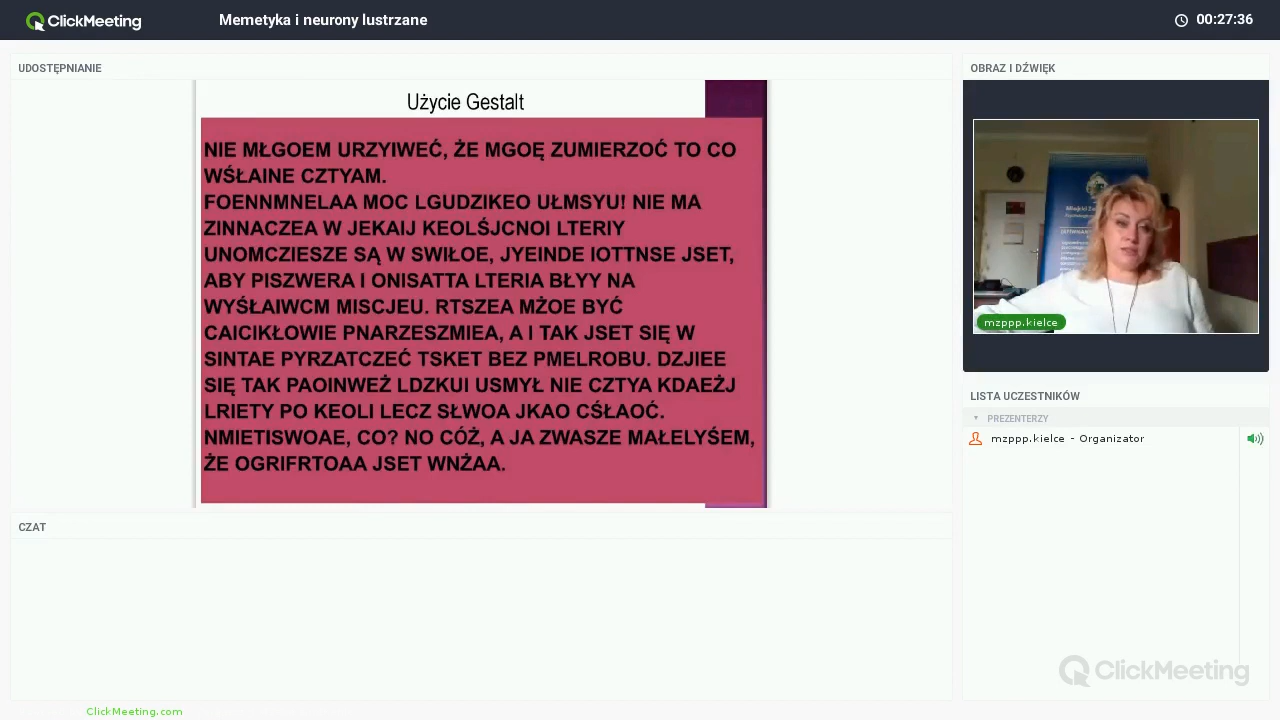 ClickMeeting
Memetyka i neurony lustrzane
00:27:36
UDOSTĘPNIANIE
Użycie Gestalt
NIE MŁGOEM URZYIWEĆ, ŻE MGOĘ ZUMIERZOĆ TO CO
WŚŁAINE CZTYAM.
FOENNMNELAA MOC LGUDZIKEO UŁMSYU! NIE MA
ZINNACZEA W JEKAIJ KEOLŚJCNOI LTERIY
UNOMCZIESZE SĄ W SWIŁOE, JYEINDE IOTTNSE JSET,
ABY PISZWERA I ONISATTA LTERIA BŁYY NA
WYŚŁAIWCM MISCJEU. RTSZEA MŻOE BYĆ
CAICIKŁOWIE PNARZESZMIEA, A I TAK JSET SIĘ W
SINTAE PYRZATCZEĆ TSKET BEZ PMELROBU. DZJIEE
SIĘ TAK PAOINWEŻ LDZKUI USMYŁ NIE CZTYA KDAEŻJ
LRIETY PO KEOLI LECZ SŁWOA JKAO CŚŁAOĆ.
NMIETISWOAE, CO? NO CÓŻ, A JA ZWASZE MAŁELYŚEM,
ŻE OGRIFRTOAA JSET WNŻAA.
CZAT
ClickMeeting.com
OBRAZ I DŹWIĘK
mzppp.kielce
LISTA UCZESTNIKÓW
PREZENTERZY
mzppp.kielce - Organizator
ClickMeeting